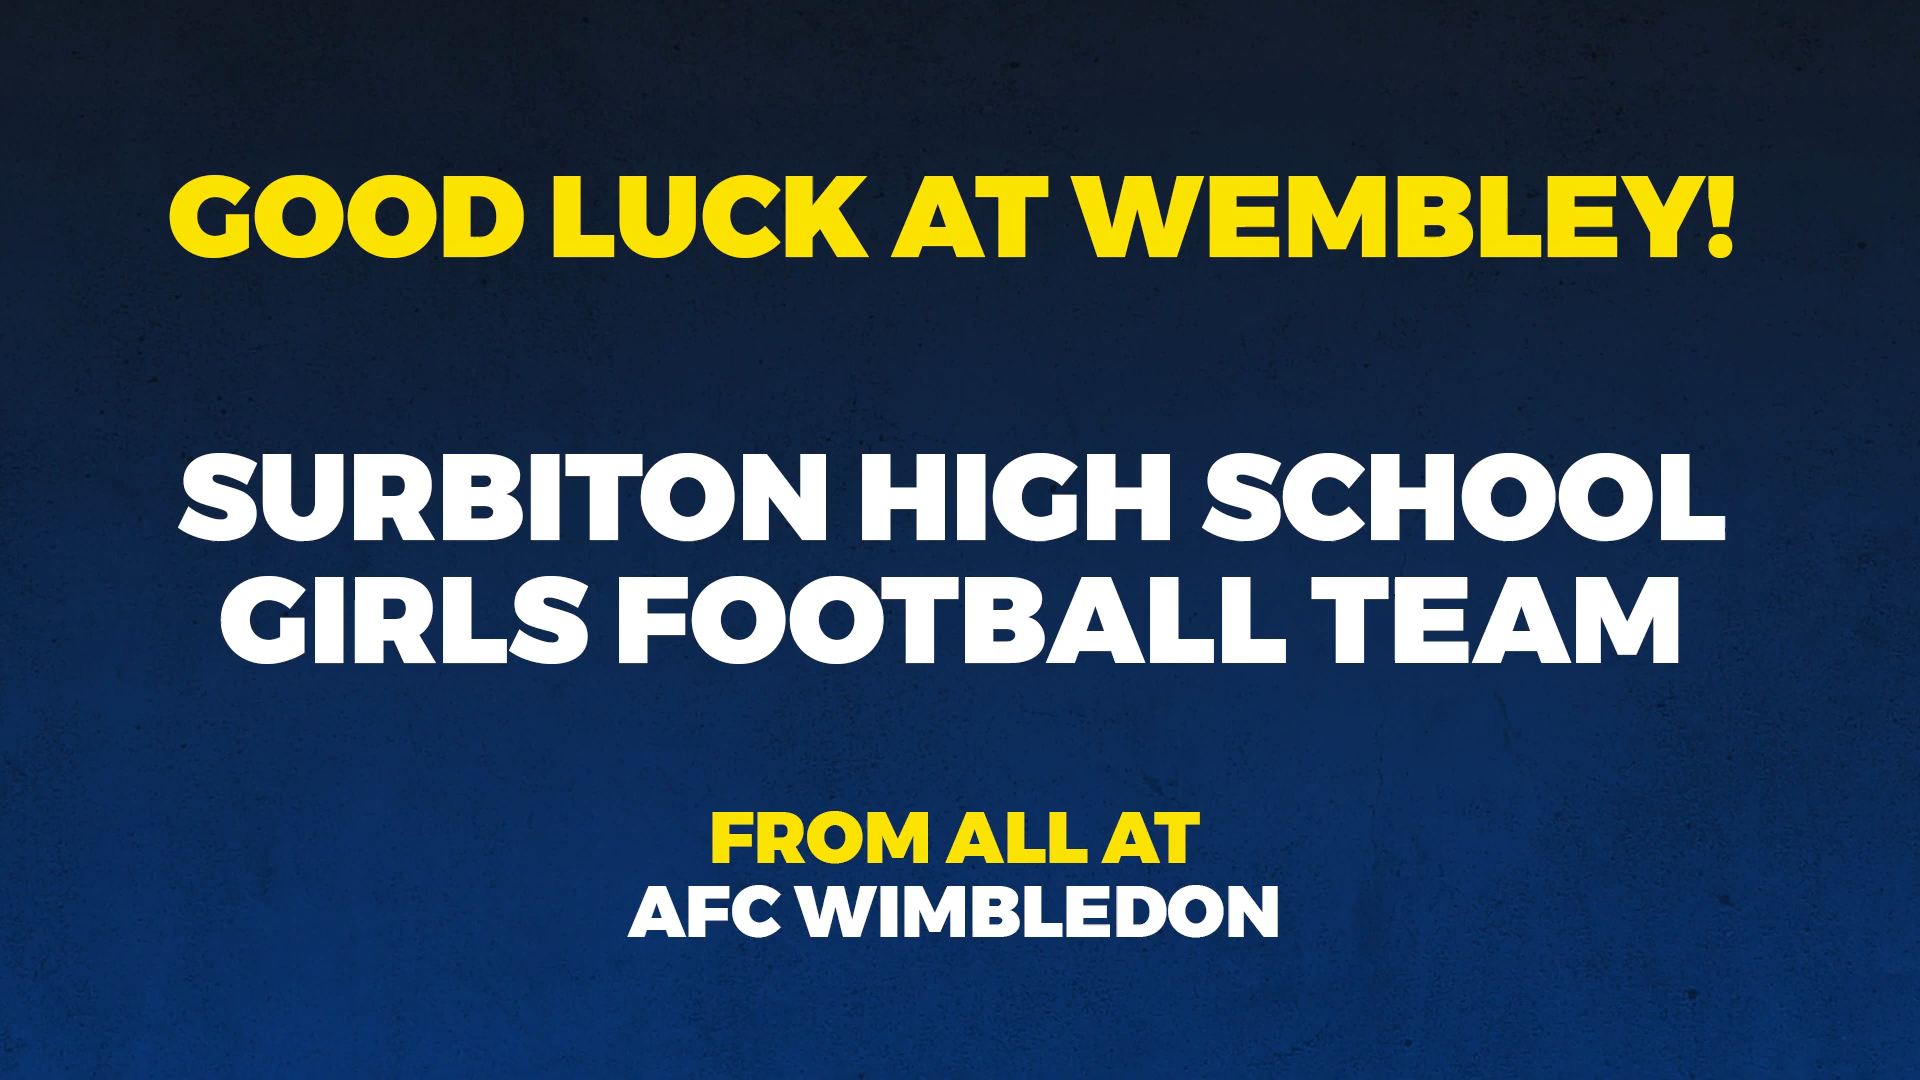 GOOD LUCK AT WEMBLEY!
SURBITON HIGH SCHOOL
GIRLS FOOTBALL TEAM
FROM ALL AT
AFC WIMBLEDON